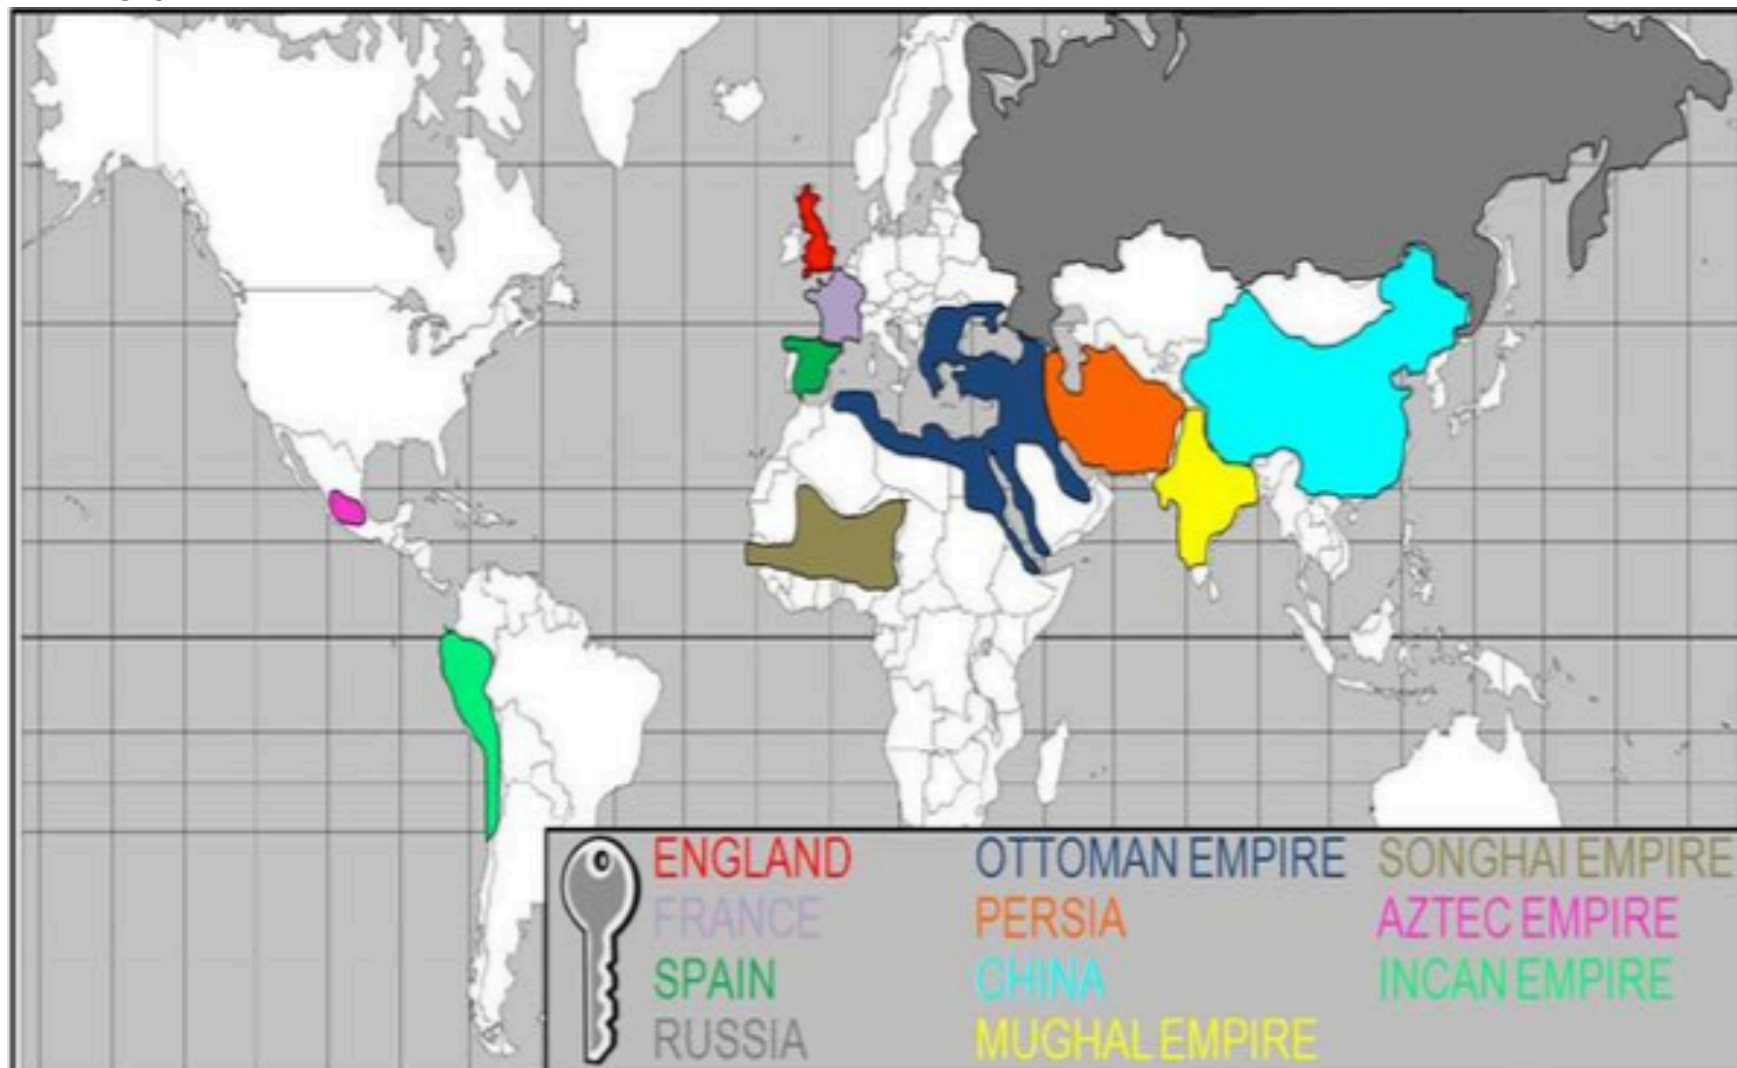 ENGLAND
FRANCE
SPAIN
RUSSIA
OTTOMAN EMPIRE
PERSIA
CHINA
MUGHAL EMPIRE
SONGHAI EMPIRE
AZTEC EMPIRE
INCAN EMPIRE